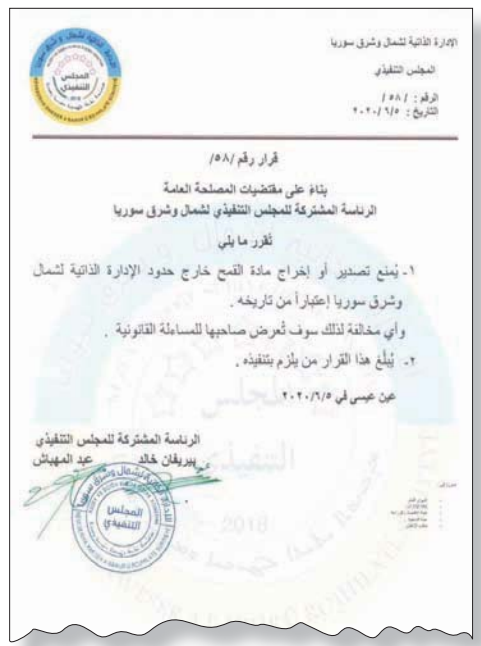 الإدارة الذاتية لشمال وشرق سوريا
المجلس التنفيذي
الرقم : / ٥٨ /
التاريخ : ٢٠٢٠/٦/٥
المجلس
التنفيذي
2018
قرار رقم /٥٨/
بناءً على مقتضيات المصلحة العامة
الرئاسة المشتركة للمجلس التنفيذي لشمال وشرق سوريا
تُقرر ما يلي
١- يُمنع تصدير أو إخراج مادة القمح خارج حدود الإدارة الذاتية لشمال
وشرق سوريا إعتباراً من تاريخه .
وأي مخالفة لذلك سوف تُعرض صاحبها للمساءلة القانونية .
٢- يُبلَّغ هذا القرار من يلزم بتنفيذه .
عين عيسى في ٢٠٢٠/٦/٥
الرئاسة المشتركة للمجلس التنفيذي
بيريفان خالد عبد المهباش
المجلس
التنفيذي
المجلس
التنفيذي
2018